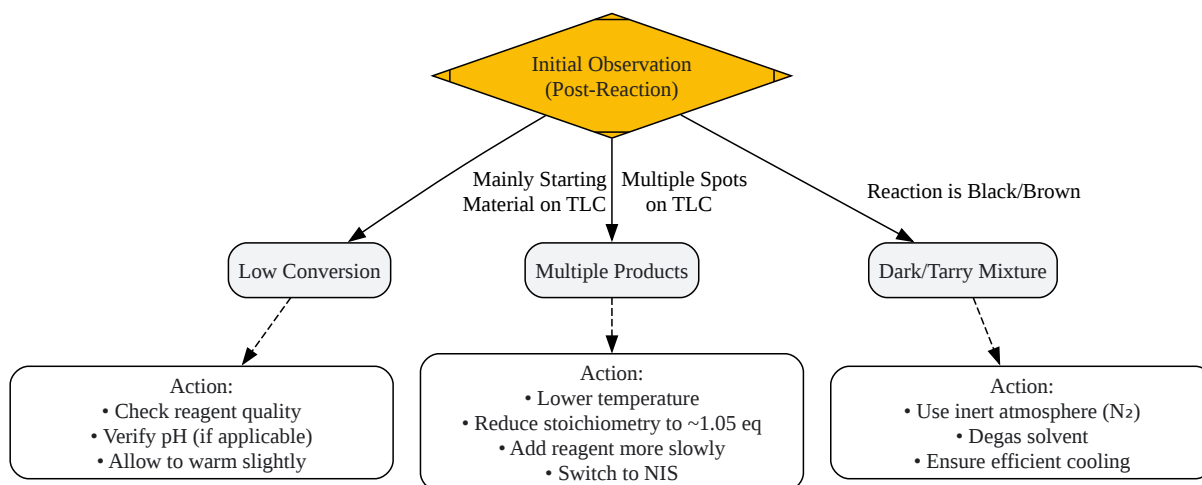 Initial Observation
(Post-Reaction)
Mainly Starting
Material on TLC
Multiple Spots
on TLC
Reaction is Black/Brown
Low Conversion
Multiple Products
Dark/Tarry Mixture
Action:
• Check reagent quality
• Verify pH (if applicable)
• Allow to warm slightly
Action:
• Lower temperature
• Reduce stoichiometry to ~1.05 eq
• Add reagent more slowly
• Switch to NIS
Action:
• Use inert atmosphere (N₂)
• Degas solvent
• Ensure efficient cooling